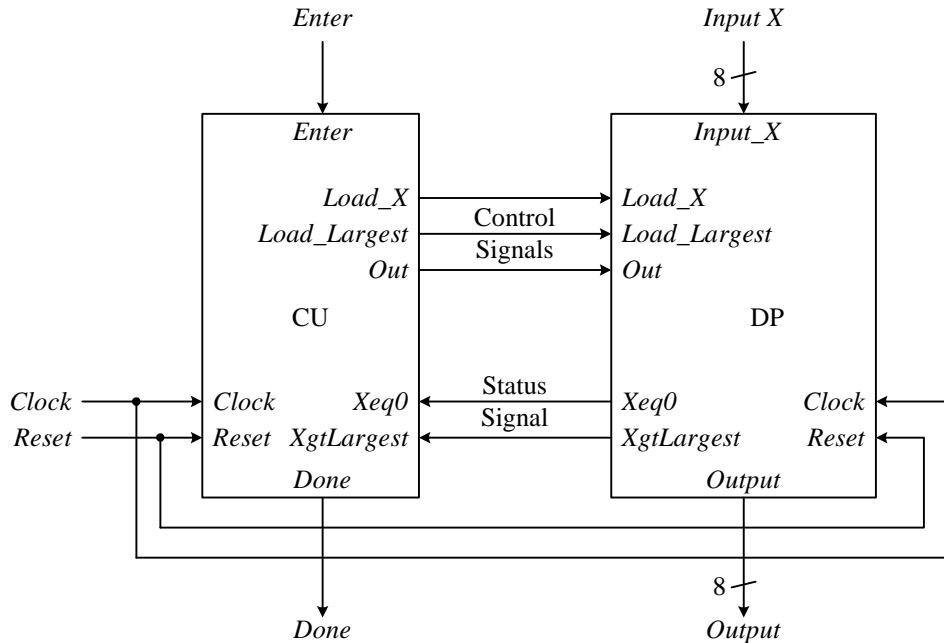 Enter
Input X
8
Enter
Input_X
Load_X
Control
Load_X
Load_Largest
Signals
Load_Largest
Out
Out
CU
DP
Clock
Clock
Xeq0
Status
Xeq0
Clock
Reset
Reset
XgtLargest
Signal
XgtLargest
Reset
Done
Output
8
Done
Output